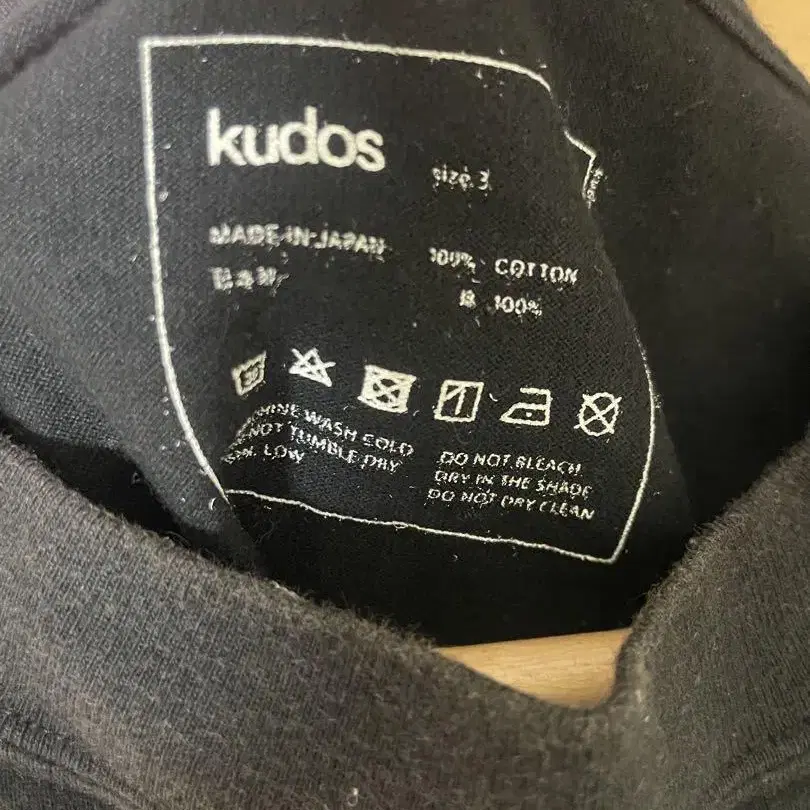 kudos
size 3
MADE IN JAPAN
日本製
100% COTTON
綿 100%
30
MACHINE WASH COLD
DO NOT TUMBLE DRY
IRON LOW
DO NOT BLEACH
DRY IN THE SHADE
DO NOT DRY CLEAN